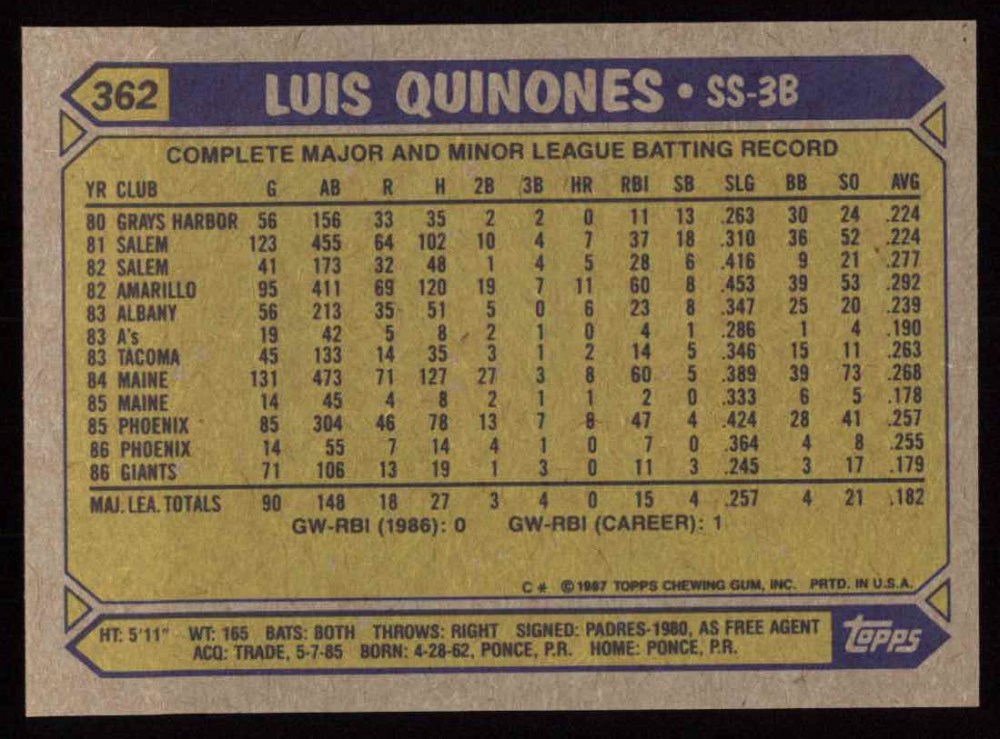 362 LUIS QUINONES • SS-3B
COMPLETE MAJOR AND MINOR LEAGUE BATTING RECORD
YR CLUB G AB R H 2B 3B HR RBI SB SLG BB SO AVG
80 GRAYS HARBOR 56 156 33 35 2 2 0 11 13 .263 30 24 .224
81 SALEM 123 455 64 102 10 4 7 37 18 .310 36 52 .224
82 SALEM 41 173 32 48 1 4 5 28 6 .416 9 21 .277
82 AMARILLO 95 411 69 120 19 7 11 60 8 .453 39 53 .292
83 ALBANY 56 213 35 51 5 0 6 23 8 .347 25 20 .239
83 A's 19 42 5 8 2 1 0 4 1 .286 1 4 .190
83 TACOMA 45 133 14 35 3 1 2 14 5 .346 15 11 .263
84 MAINE 131 473 71 127 27 3 8 60 5 .389 39 73 .268
85 MAINE 14 45 4 8 2 1 1 2 0 .333 6 5 .178
85 PHOENIX 85 304 46 78 13 7 8 47 4 .424 28 41 .257
86 PHOENIX 14 55 7 14 4 1 0 7 0 .364 4 8 .255
86 GIANTS 71 106 13 19 1 3 0 11 3 .245 3 17 .179
MAJ. LEA. TOTALS 90 148 18 27 3 4 0 15 4 .257 4 21 .182
GW-RBI (1986): 0 GW-RBI (CAREER): 1
C * © 1987 TOPPS CHEWING GUM, INC. PRTD. IN U.S.A.
HT: 5'11" WT: 165 BATS: BOTH THROWS: RIGHT SIGNED: PADRES-1980, AS FREE AGENT
ACQ: TRADE, 5-7-85 BORN: 4-28-62, PONCE, P.R. HOME: PONCE, P.R.
topps